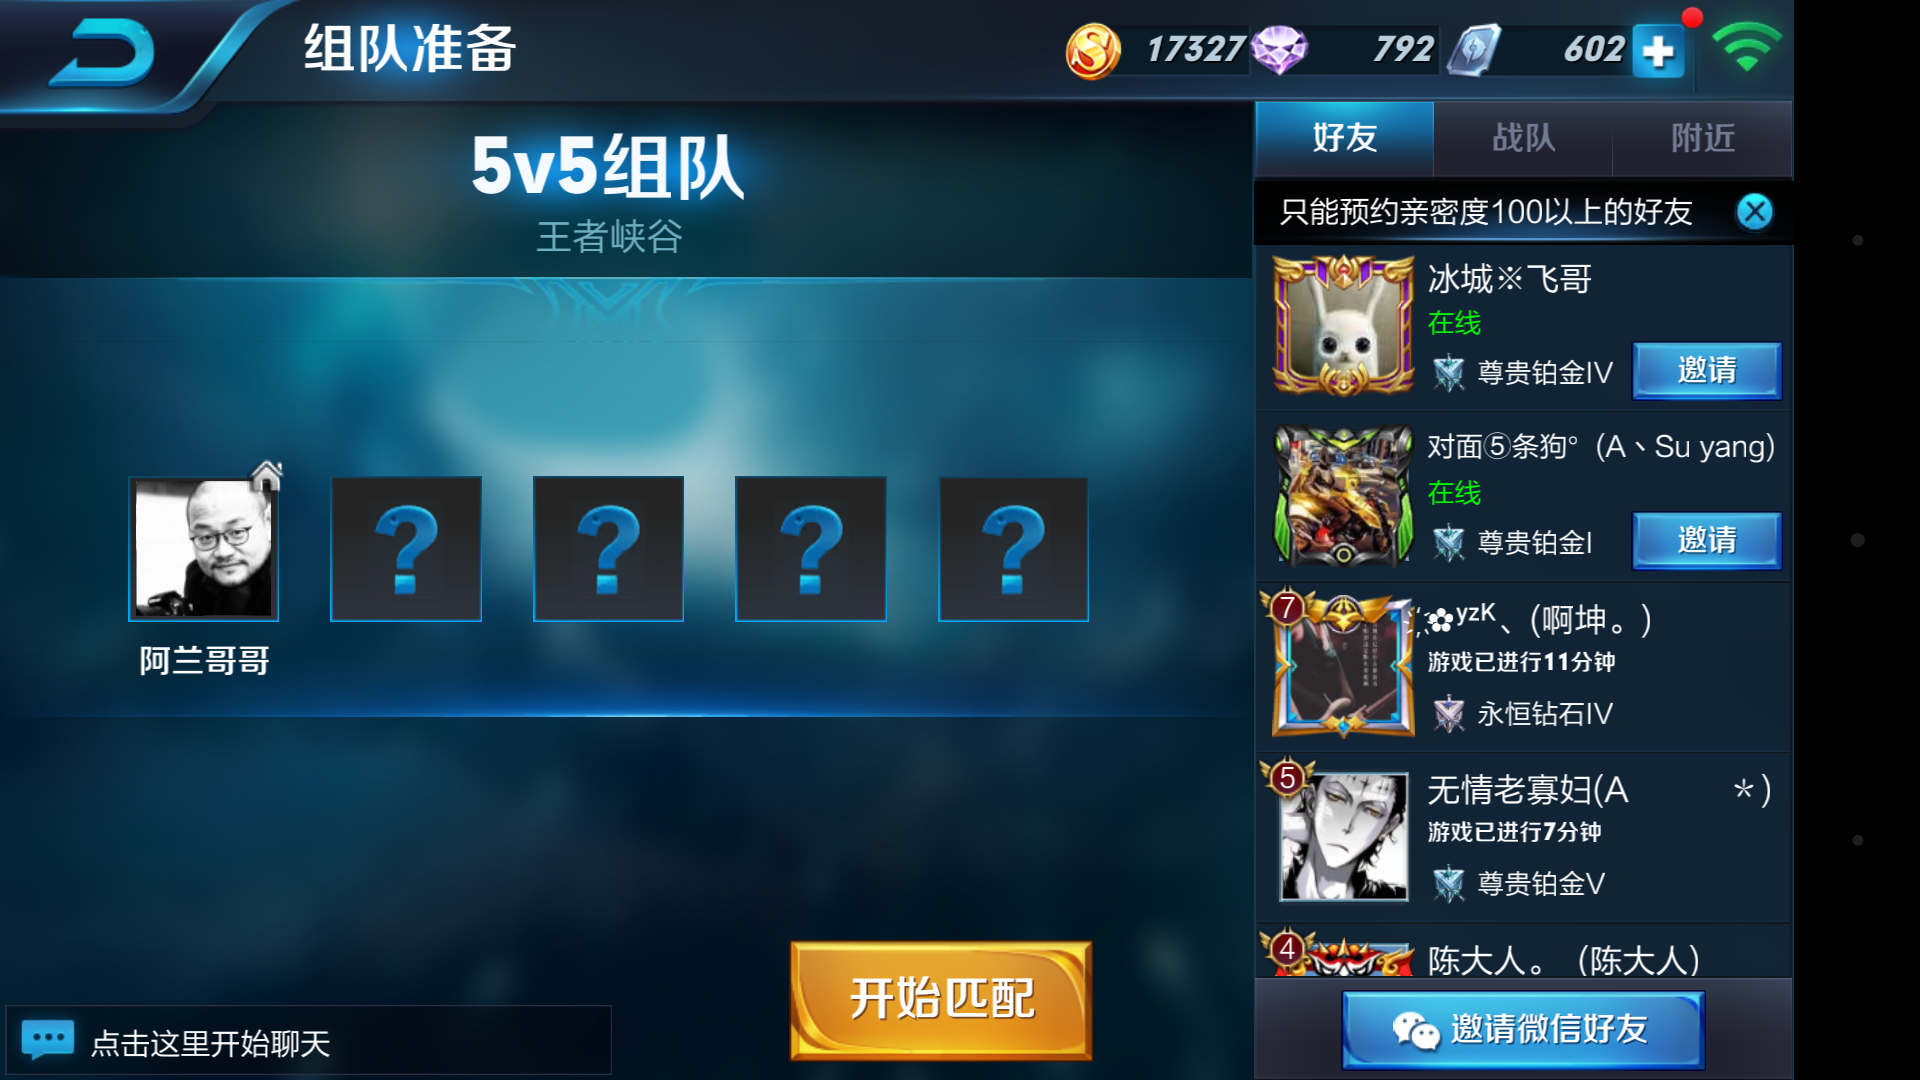 组队准备
17327
792
602
5v5组队
王者峡谷
好友
战队
附近
只能预约亲密度100以上的好友
冰城※飞哥
在线
尊贵铂金IV
邀请
对面⑤条狗° (A丶Su yang)
在线
尊贵铂金I
邀请
7
✿yzK、(啊坤。)
游戏已进行11分钟
永恒钻石IV
5
无情老寡妇(A *)
游戏已进行7分钟
尊贵铂金V
4
陈大人。 (陈大人)
阿兰哥哥
开始匹配
点击这里开始聊天
邀请微信好友